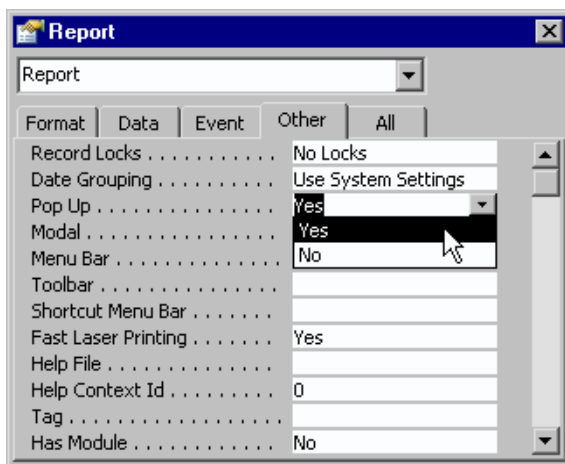 Report
Report
Format Data Event Other All
Record Locks . . . . . . . . . . . No Locks
Date Grouping . . . . . . . . . . Use System Settings
Pop Up . . . . . . . . . . . . . . . Yes
Modal . . . . . . . . . . . . . . . . Yes
Menu Bar . . . . . . . . . . . . . . No
Toolbar . . . . . . . . . . . . . . .
Shortcut Menu Bar . . . . . . .
Fast Laser Printing . . . . . . . Yes
Help File . . . . . . . . . . . . . .
Help Context Id . . . . . . . . . 0
Tag . . . . . . . . . . . . . . . . . .
Has Module . . . . . . . . . . . . No